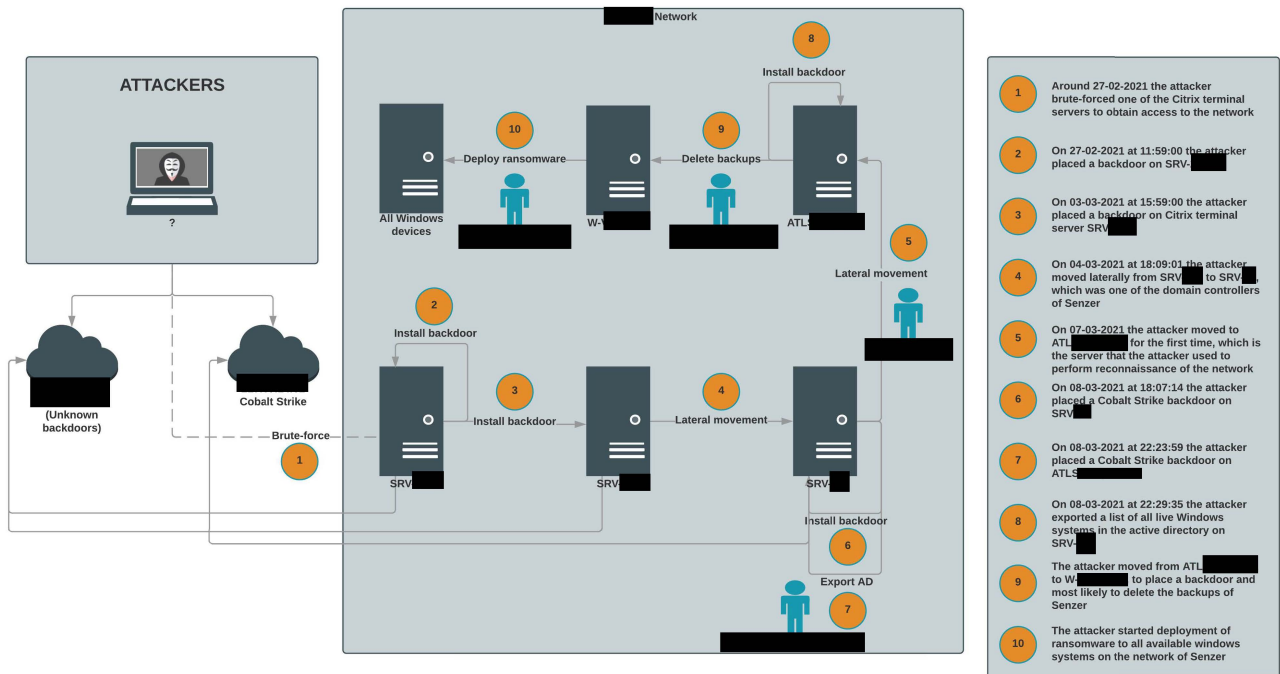 Network
ATTACKERS
?
(Unknown
backdoors)
Cobalt Strike
Brute-force
1
8
Install backdoor
10
Deploy ransomware
9
Delete backups
All Windows
devices
W-
ATLS
5
Lateral movement
2
Install backdoor
3
Install backdoor
4
Lateral movement
SRV-
SRV-
SRV-
Install backdoor
6
Export AD
7
1
Around 27-02-2021 the attacker
brute-forced one of the Citrix terminal
servers to obtain access to the network
2
On 27-02-2021 at 11:59:00 the attacker
placed a backdoor on SRV-
3
On 03-03-2021 at 15:59:00 the attacker
placed a backdoor on Citrix terminal
server SRV
4
On 04-03-2021 at 18:09:01 the attacker
moved laterally from SRV to SRV-,
which was one of the domain controllers
of Senzer
5
On 07-03-2021 the attacker moved to
ATL for the first time, which is
the server that the attacker used to
perform reconnaissance of the network
6
On 08-03-2021 at 18:07:14 the attacker
placed a Cobalt Strike backdoor on
SRV
7
On 08-03-2021 at 22:23:59 the attacker
placed a Cobalt Strike backdoor on
ATLS
8
On 08-03-2021 at 22:29:35 the attacker
exported a list of all live Windows
systems in the active directory on
SRV-
9
The attacker moved from ATL
to W- to place a backdoor and
most likely to delete the backups of
Senzer
10
The attacker started deployment of
ransomware to all available windows
systems on the network of Senzer